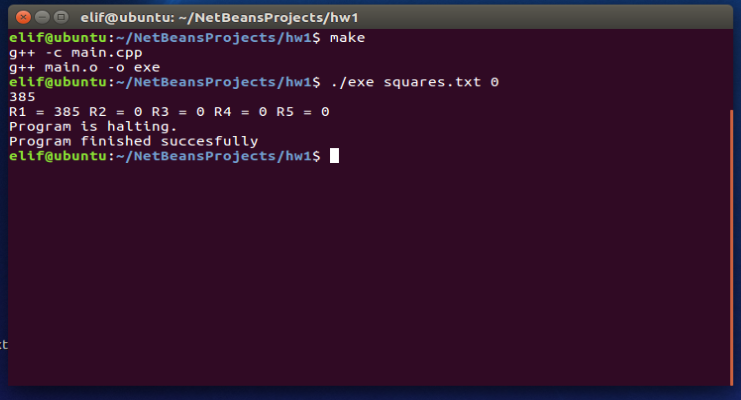 elif@ubuntu: ~/NetBeansProjects/hw1
elif@ubuntu:~/NetBeansProjects/hw1$ make
g++ -c main.cpp
g++ main.o -o exe
elif@ubuntu:~/NetBeansProjects/hw1$ ./exe squares.txt 0
385
R1 = 385 R2 = 0 R3 = 0 R4 = 0 R5 = 0
Program is halting.
Program finished succesfully
elif@ubuntu:~/NetBeansProjects/hw1$